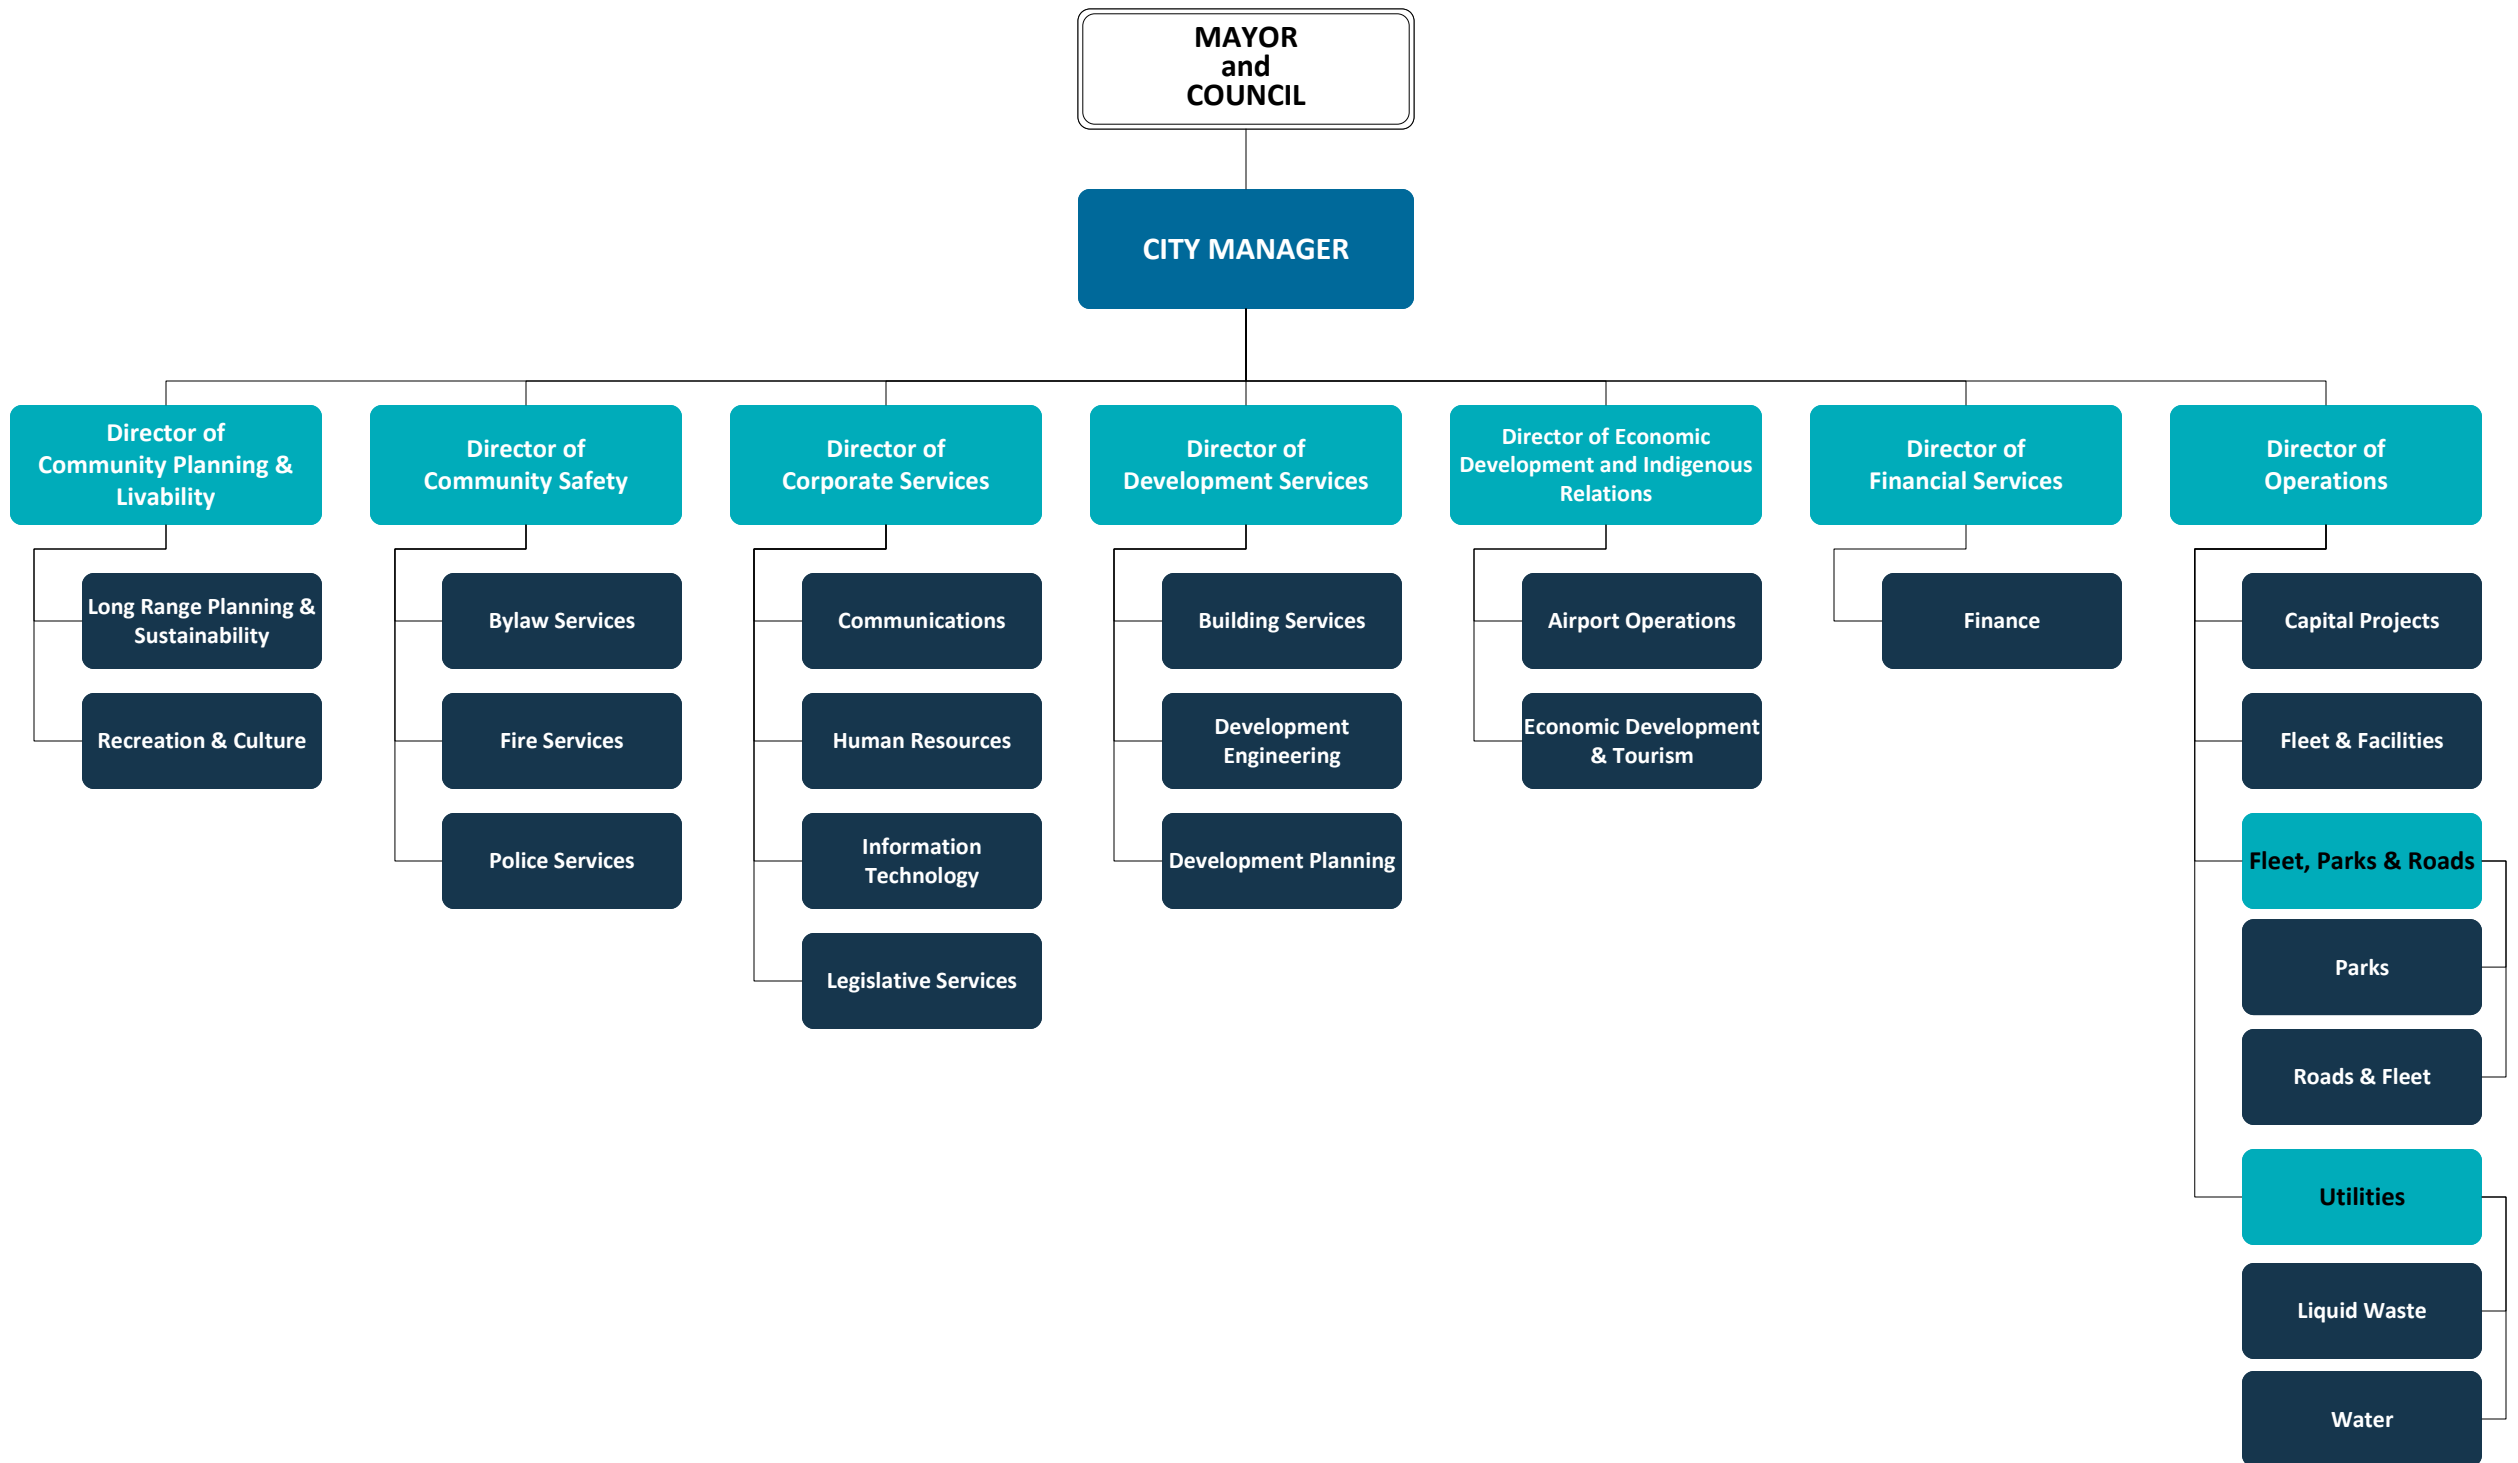 MAYOR
and
COUNCIL
CITY MANAGER
Director of
Community Planning &
Livability
Director of
Community Safety
Director of
Corporate Services
Director of
Development Services
Director of Economic
Development and Indigenous
Relations
Director of
Financial Services
Director of
Operations
Long Range Planning &
Sustainability
Recreation & Culture
Bylaw Services
Fire Services
Police Services
Communications
Human Resources
Information
Technology
Legislative Services
Building Services
Development
Engineering
Development Planning
Airport Operations
Economic Development
& Tourism
Finance
Capital Projects
Fleet & Facilities
Fleet, Parks & Roads
Parks
Roads & Fleet
Utilities
Liquid Waste
Water